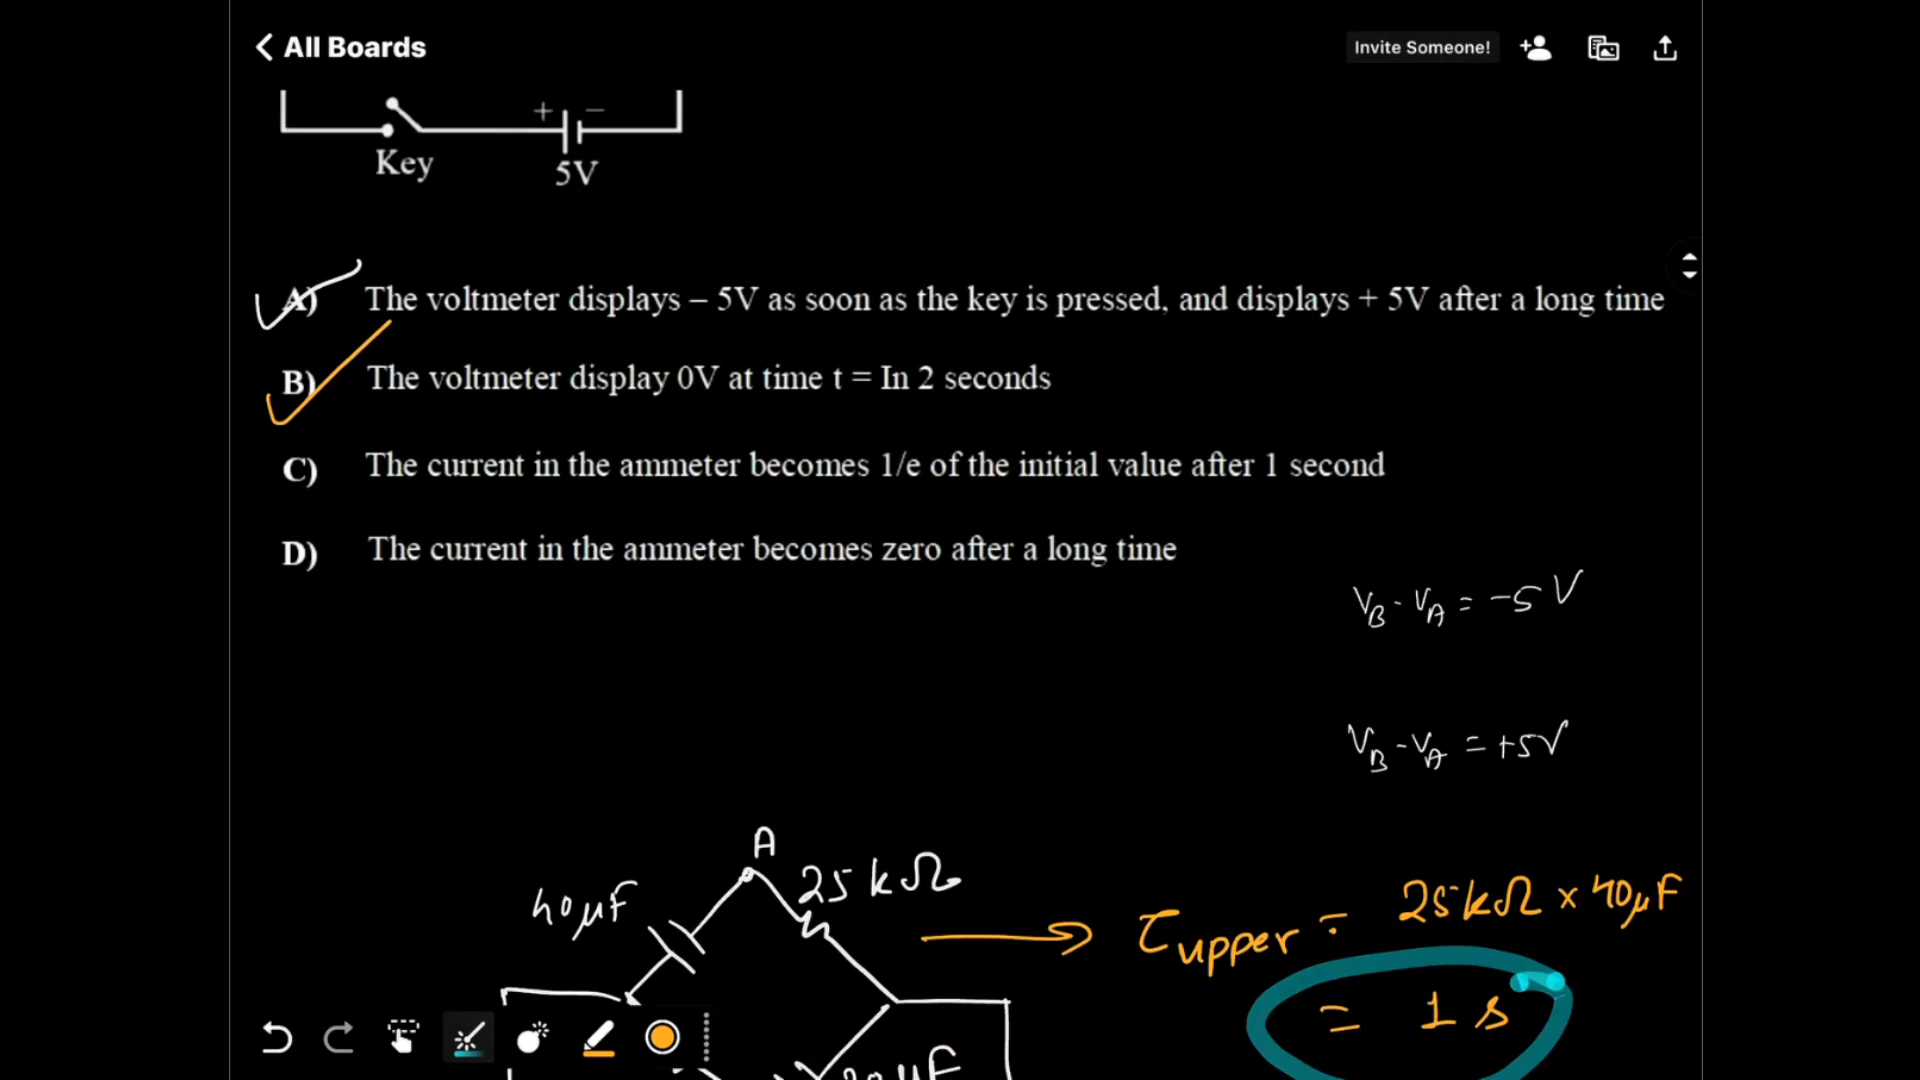 All Boards
Invite Someone!
+ −
Key
5V
A) The voltmeter displays – 5V as soon as the key is pressed, and displays + 5V after a long time
B) The voltmeter display 0V at time t = In 2 seconds
C) The current in the ammeter becomes 1/e of the initial value after 1 second
D) The current in the ammeter becomes zero after a long time
V_B - V_A = -5 V
V_B - V_A = +5V
A
25 kΩ
40 μF
τ_upper = 25kΩ × 40μF
= 1 s